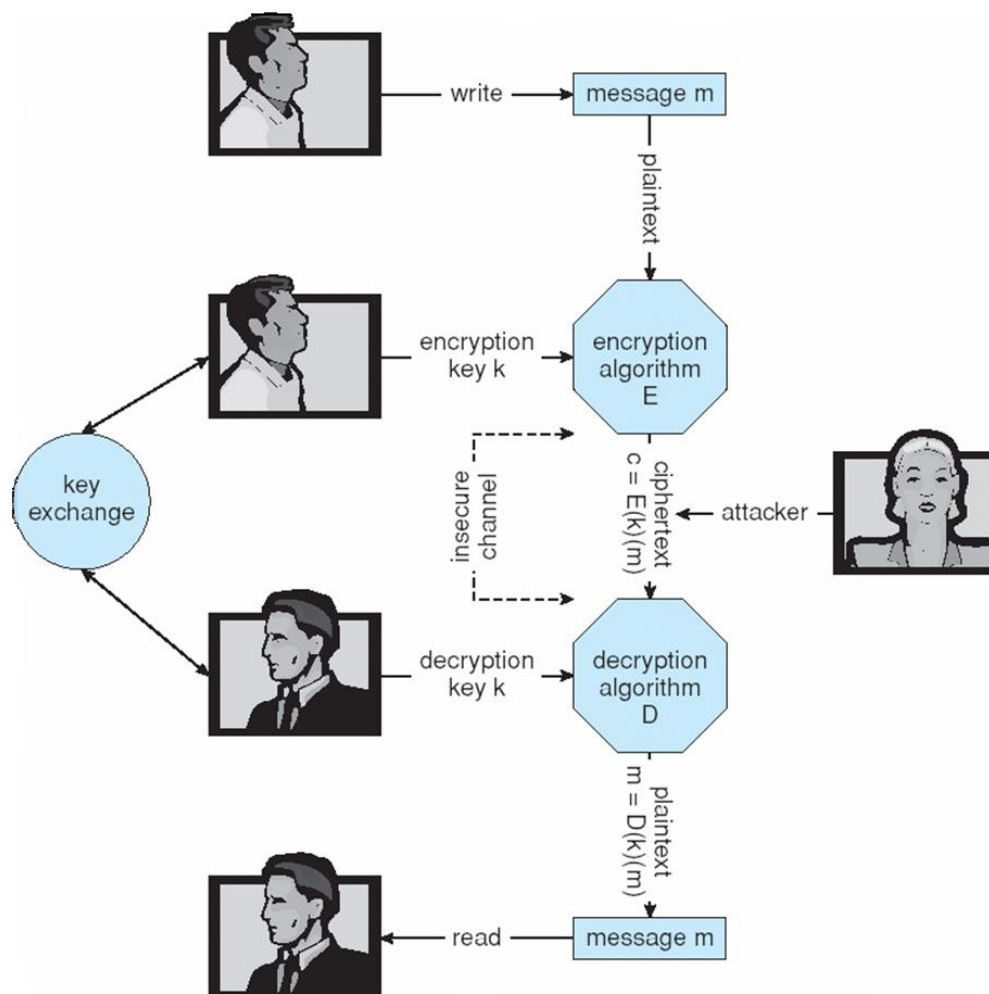 write
message m
plaintext
encryption
key k
encryption
algorithm
E
key
exchange
insecure
channel
ciphertext
c = E(k)(m)
attacker
decryption
key k
decryption
algorithm
D
plaintext
m = D(k)(m)
read
message m